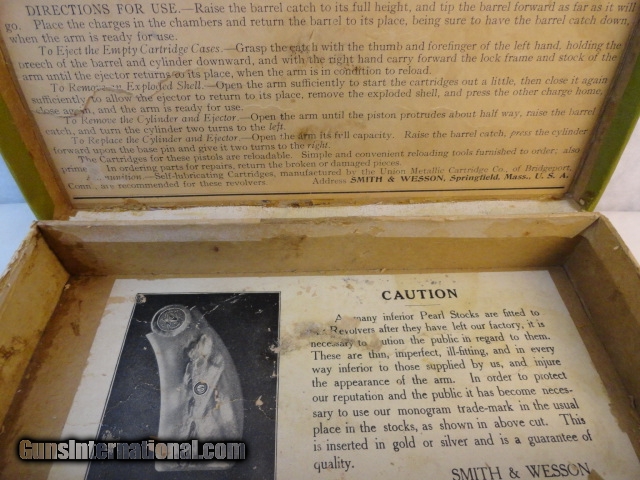 DIRECTIONS FOR USE.—Raise the barrel catch to its full height, and tip the barrel forward as far as it will
go. Place the charges in the chambers and return the barrel to its place, being sure to have the barrel catch down,
when the arm is ready for use.
To Eject the Empty Cartridge Cases.—Grasp the catch with the thumb and forefinger of the left hand, holding the
breech of the barrel and cylinder downward, and with the right hand carry forward the lock frame and stock of the
arm until the ejector returns to its place, when the arm is in condition to reload.
To Remove an Exploded Shell.—Open the arm sufficiently to start the cartridges out a little, then close it again
sufficiently to allow the ejector to return to its place, remove the exploded shell, and press the other charge home,
close again, and the arm is ready for use.
To Remove the Cylinder and Ejector.—Open the arm until the piston protrudes about half way, raise the barrel
catch, and turn the cylinder two turns to the left.
To Replace the Cylinder and Ejector.—Open the arm its full capacity. Raise the barrel catch, press the cylinder
forward upon the base pin and give it two turns to the right.
The Cartridges for these pistols are reloadable. Simple and convenient reloading tools furnished to order; also
prime In ordering parts for repairs, return the broken or damaged pieces.
Ammunition.—Self-lubricating Cartridges, manufactured by the Union Metallic Cartridge Co., of Bridgeport,
Conn., are recommended for these revolvers. Address SMITH & WESSON, Springfield, Mass., U. S. A.
CAUTION
As many inferior Pearl Stocks are fitted to
our Revolvers after they have left our factory, it is
necessary to caution the public in regard to them.
These are thin, imperfect, ill-fitting, and in every
way inferior to those supplied by us, and injure
the appearance of the arm. In order to protect
our reputation and the public it has become neces-
sary to use our monogram trade-mark in the usual
place in the stocks, as shown in above cut. This
is inserted in gold or silver and is a guarantee of
quality.
SMITH & WESSON
GunsInternational.com